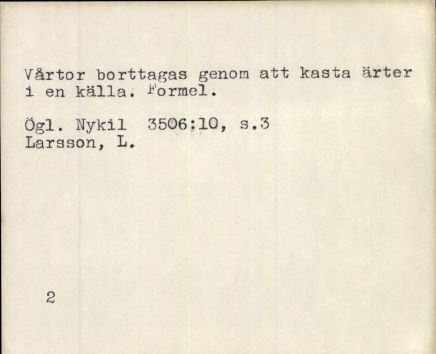 Vårtor borttagas genom att kasta ärter
i en källa. Formel.
Ögl. Nykil 3506:10, s.3
Larsson, L.
2